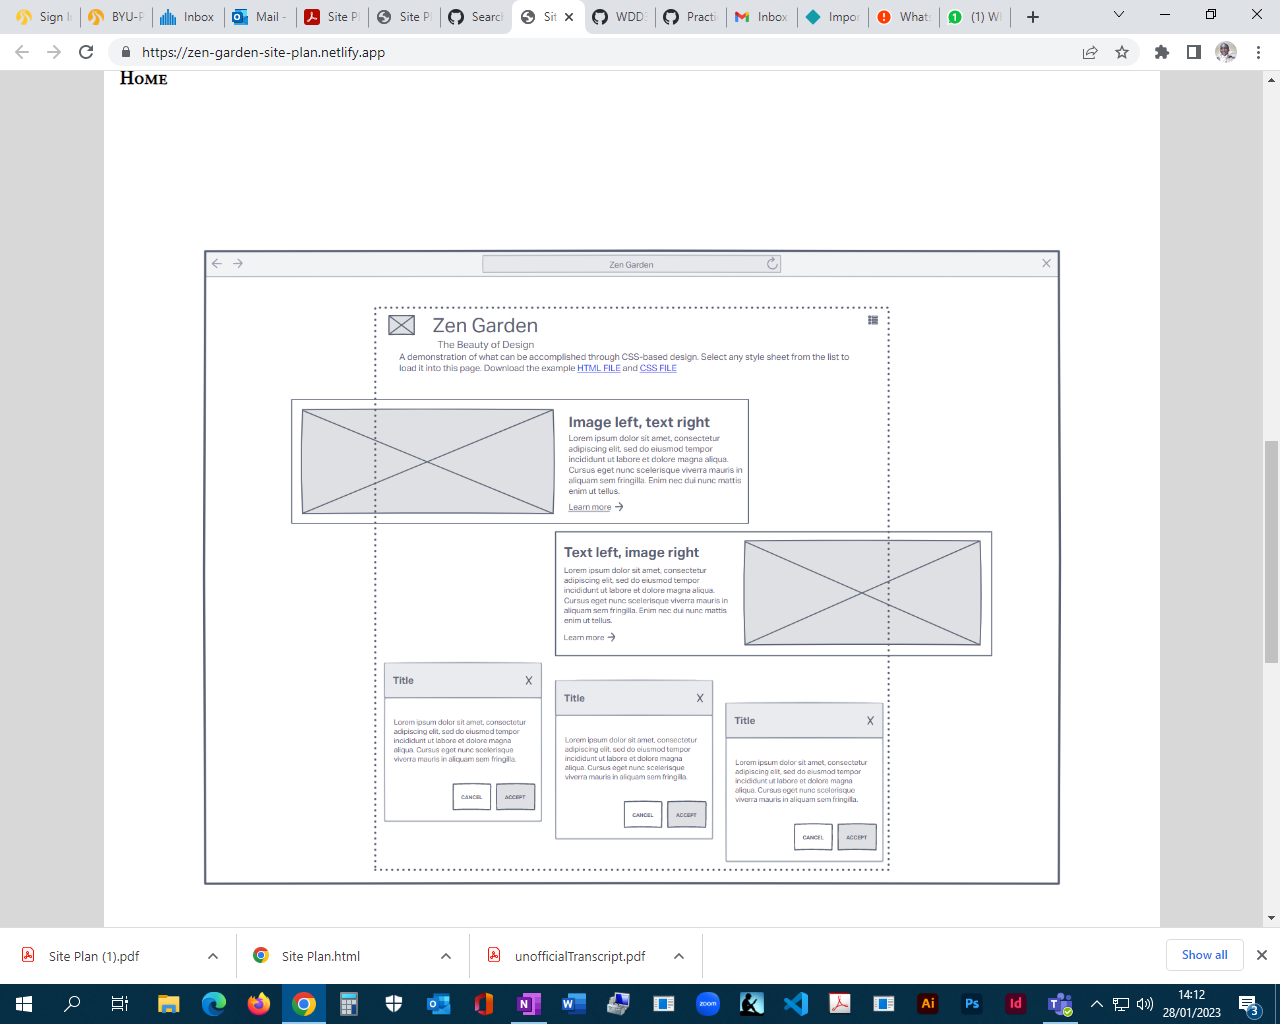 Sign I
BYU-P
Inbox
Mail -
Site P
Site P
Search
Sit
WDD
Practi
Inbox
Impor
What
(1) W
https://zen-garden-site-plan.netlify.app
HOME
Zen Garden
Zen Garden
The Beauty of Design
A demonstration of what can be accomplished through CSS-based design. Select any style sheet from the list to
load it into this page. Download the example HTML FILE and CSS FILE
Image left, text right
Lorem ipsum dolor sit amet, consectetur
adipiscing elit, sed do eiusmod tempor
incididunt ut labore et dolore magna aliqua.
Cursus eget nunc scelerisque viverra mauris in
aliquam sem fringilla. Enim nec dui nunc mattis
enim ut tellus.
Learn more
Text left, image right
Lorem ipsum dolor sit amet, consectetur
adipiscing elit, sed do eiusmod tempor
incididunt ut labore et dolore magna aliqua.
Cursus eget nunc scelerisque viverra mauris in
aliquam sem fringilla. Enim nec dui nunc mattis
enim ut tellus.
Learn more
Title X
Lorem ipsum dolor sit amet, consectetur
adipiscing elit, sed do eiusmod tempor
incididunt ut labore et dolore magna
aliqua. Cursus eget nunc scelerisque
viverra mauris in aliquam sem fringilla.
CANCEL ACCEPT
Title X
Lorem ipsum dolor sit amet, consectetur
adipiscing elit, sed do eiusmod tempor
incididunt ut labore et dolore magna
aliqua. Cursus eget nunc scelerisque
viverra mauris in aliquam sem fringilla.
CANCEL ACCEPT
Title X
Lorem ipsum dolor sit amet, consectetur
adipiscing elit, sed do eiusmod tempor
incididunt ut labore et dolore magna
aliqua. Cursus eget nunc scelerisque
viverra mauris in aliquam sem fringilla.
CANCEL ACCEPT
Site Plan (1).pdf
Site Plan.html
unofficialTranscript.pdf
Show all
zoom
Ai
Ps
Id
14:12
28/01/2023
3